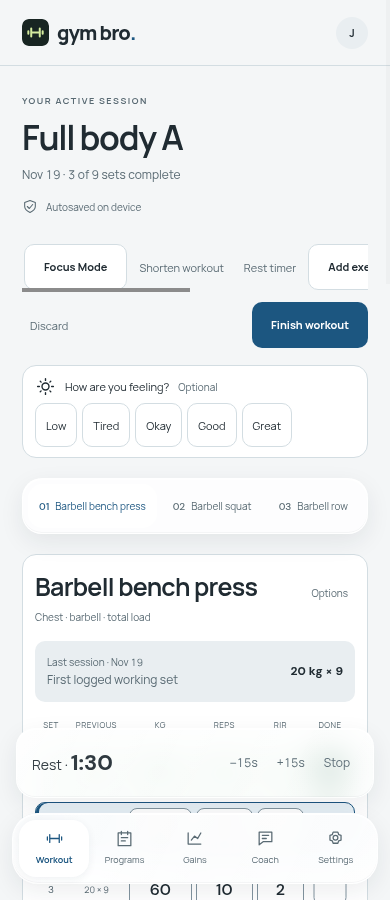 gym bro.
J
YOUR ACTIVE SESSION
Full body A
Nov 19 · 3 of 9 sets complete
Autosaved on device
Focus Mode Shorten workout Rest timer Add exe
Discard Finish workout
How are you feeling? Optional
Low Tired Okay Good Great
01 Barbell bench press 02 Barbell squat 03 Barbell row
Barbell bench press
Options
Chest · barbell · total load
Last session · Nov 19
First logged working set
20 kg × 9
SET PREVIOUS KG REPS RIR DONE
Rest · 1:30 −15s +15s Stop
Workout Programs Gains Coach Settings
3 20 × 9 60 10 2